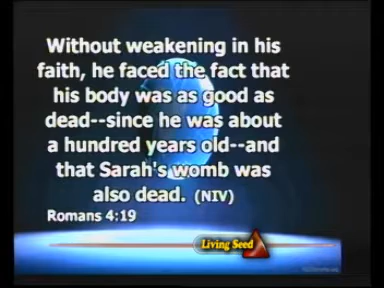 Without weakening in his
faith, he faced the fact that
his body was as good as
dead--since he was about
a hundred years old--and
that Sarah's womb was
also dead. (NIV)
Romans 4:19
Living Seed